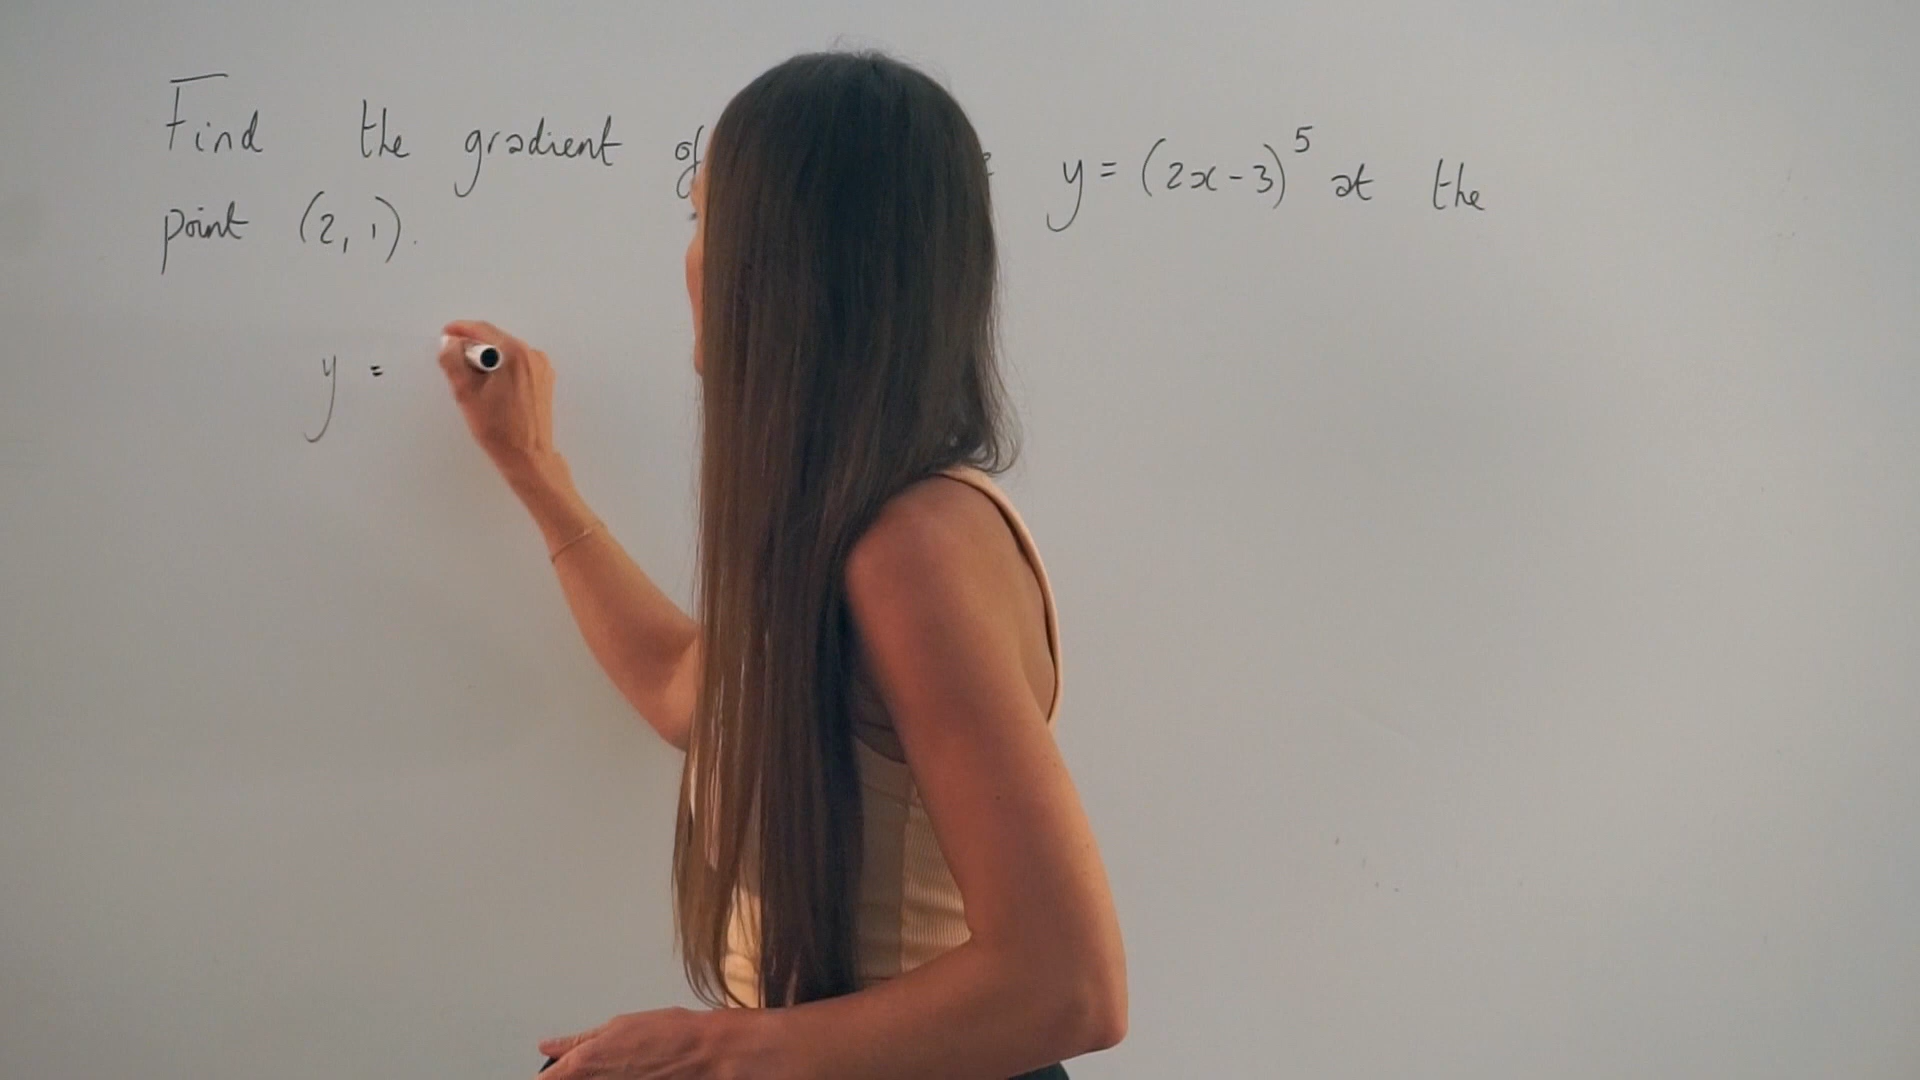 Find the gradient of y = (2x-3)^5 at the
point (2, 1).
y =